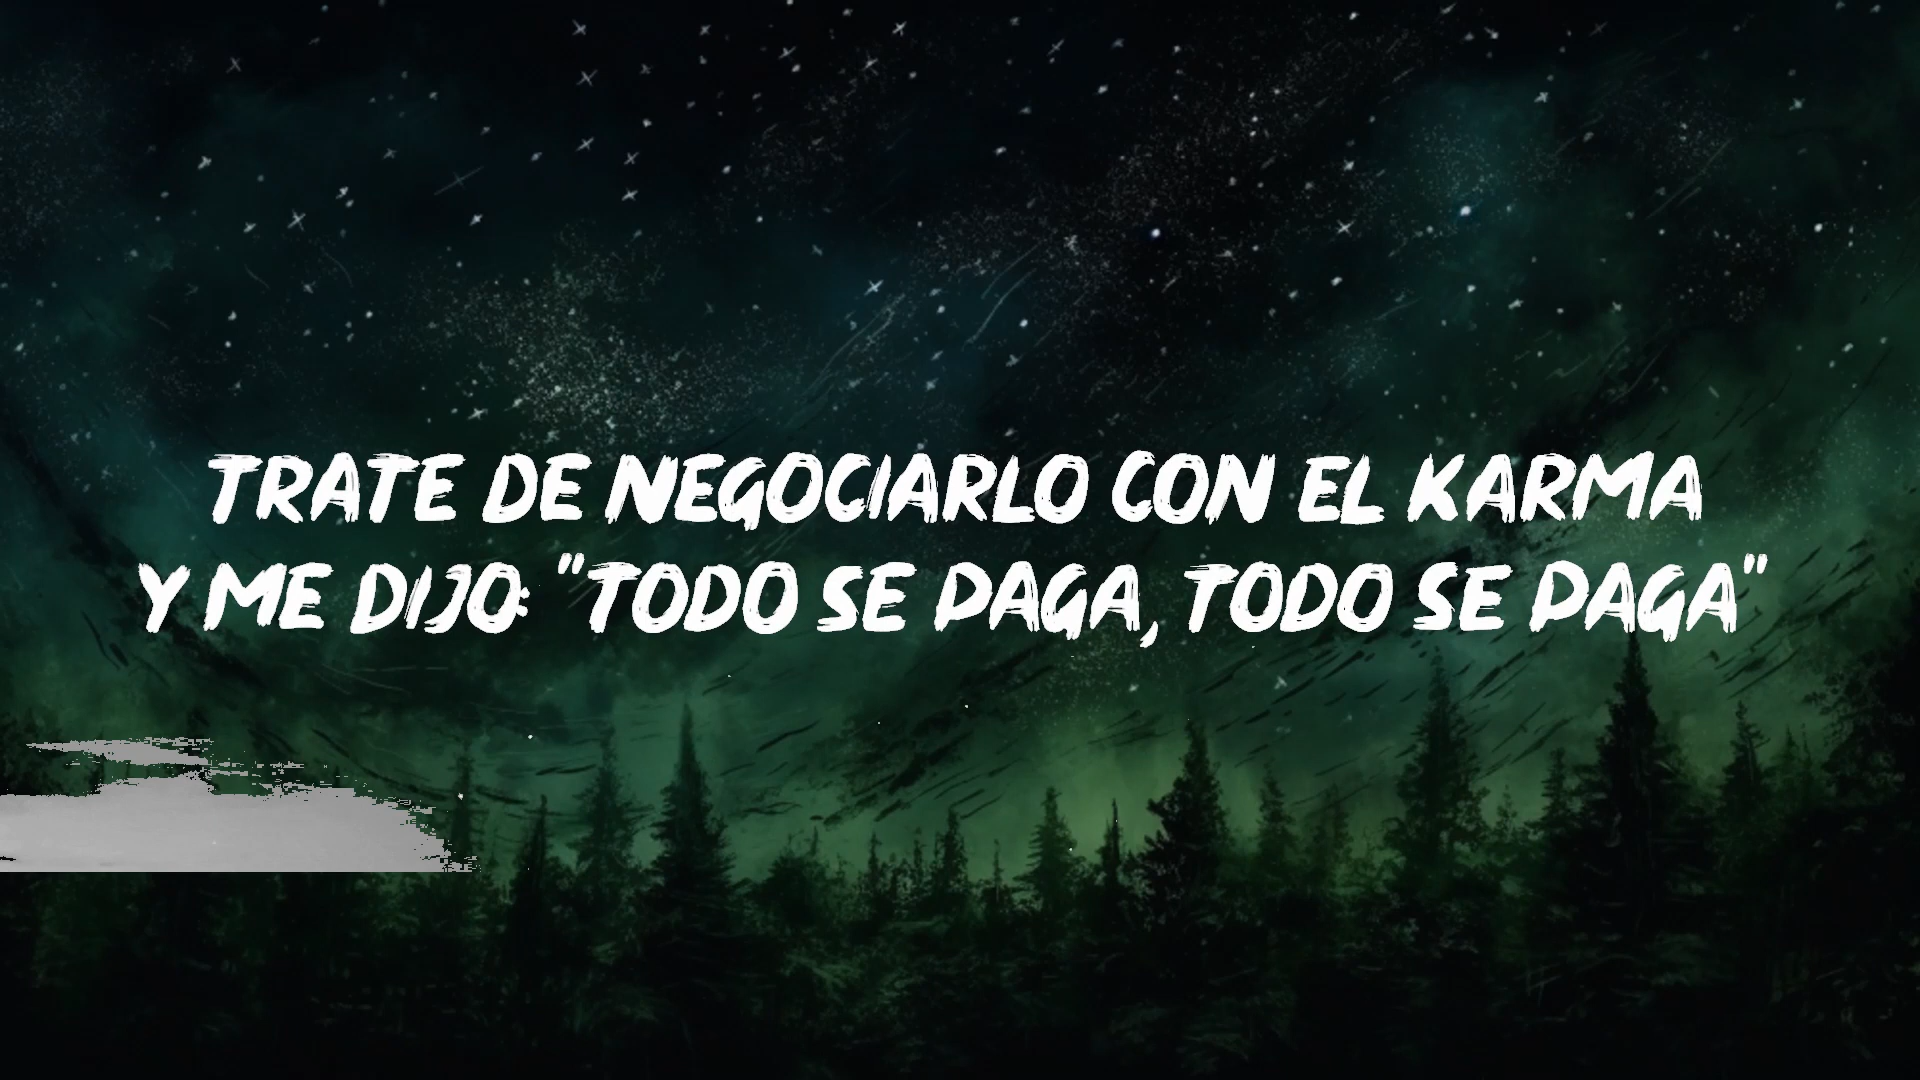 TRATE DE NEGOCIARLO CON EL KARMA
Y ME DIJO: "TODO SE PAGA, TODO SE PAGA"